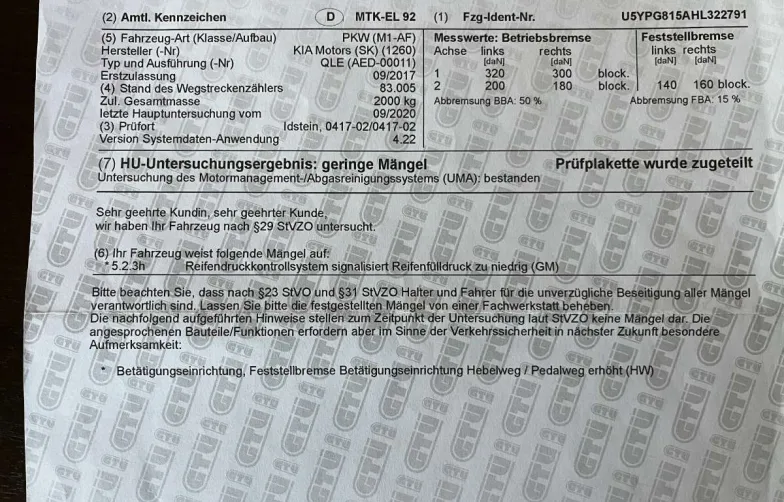 (2) Amtl. Kennzeichen D MTK-EL 92 (1) Fzg-Ident-Nr. U5YPG815AHL322791
(5) Fahrzeug-Art (Klasse/Aufbau) PKW (M1-AF)
Hersteller (-Nr) KIA Motors (SK) (1260)
Typ und Ausführung (-Nr) QLE (AED-00011)
Erstzulassung 09/2017
(4) Stand des Wegstreckenzählers 83.005
Zul. Gesamtmasse 2000 kg
letzte Hauptuntersuchung vom 09/2020
(3) Prüfort Idstein, 0417-02/0417-02
Version Systemdaten-Anwendung 4.22
Messwerte: Betriebsbremse Feststellbremse
Achse links rechts links rechts
[daN] [daN] [daN] [daN]
1 320 300 block.
2 200 180 block. 140 160 block.
Abbremsung BBA: 50 % Abbremsung FBA: 15 %
(7) HU-Untersuchungsergebnis: geringe Mängel Prüfplakette wurde zugeteilt
Untersuchung des Motormanagement-/Abgasreinigungssystems (UMA): bestanden
Sehr geehrte Kundin, sehr geehrter Kunde,
wir haben Ihr Fahrzeug nach §29 StVZO untersucht.
(6) Ihr Fahrzeug weist folgende Mängel auf:
* 5.2.3h Reifendruckkontrollsystem signalisiert Reifenfülldruck zu niedrig (GM)
Bitte beachten Sie, dass nach §23 StVO und §31 StVZO Halter und Fahrer für die unverzügliche Beseitigung aller Mängel
verantwortlich sind. Lassen Sie bitte die festgestellten Mängel von einer Fachwerkstatt beheben.
Die nachfolgend aufgeführten Hinweise stellen zum Zeitpunkt der Untersuchung laut StVZO keine Mängel dar. Die
angesprochenen Bauteile/Funktionen erfordern aber im Sinne der Verkehrssicherheit in nächster Zukunft besondere
Aufmerksamkeit:
* Betätigungseinrichtung, Feststellbremse Betätigungseinrichtung Hebelweg / Pedalweg erhöht (HW)